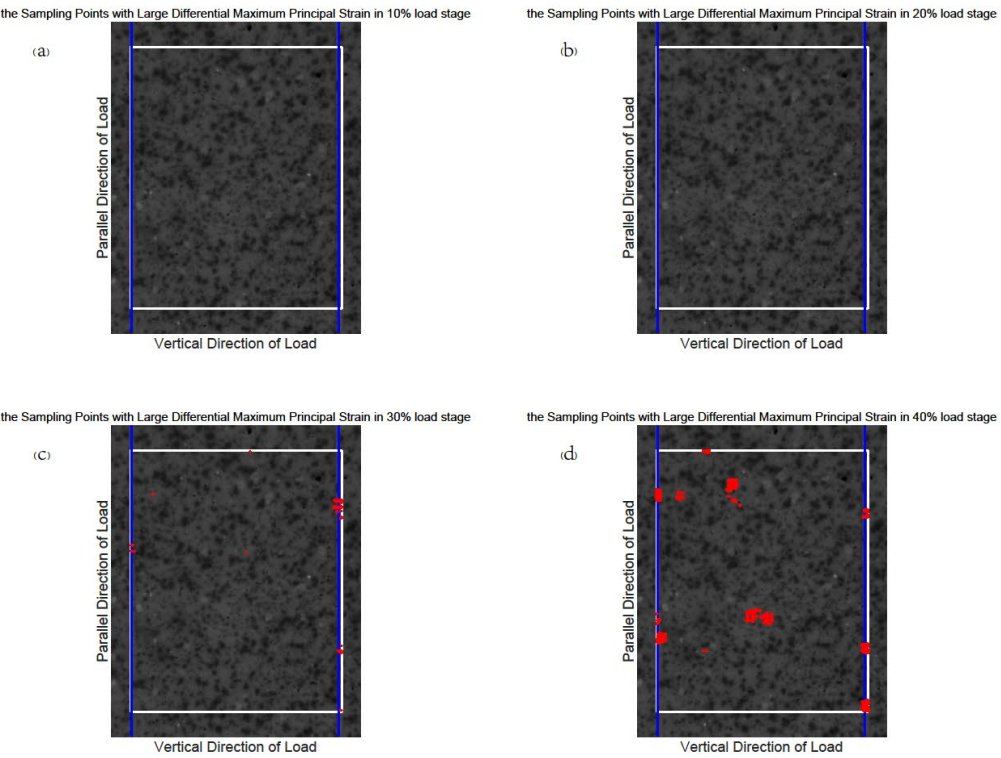 the Sampling Points with Large Differential Maximum Principal Strain in 10% load stage
(a)
Parallel Direction of Load
Vertical Direction of Load
the Sampling Points with Large Differential Maximum Principal Strain in 20% load stage
(b)
Parallel Direction of Load
Vertical Direction of Load
the Sampling Points with Large Differential Maximum Principal Strain in 30% load stage
(c)
Parallel Direction of Load
Vertical Direction of Load
the Sampling Points with Large Differential Maximum Principal Strain in 40% load stage
(d)
Parallel Direction of Load
Vertical Direction of Load